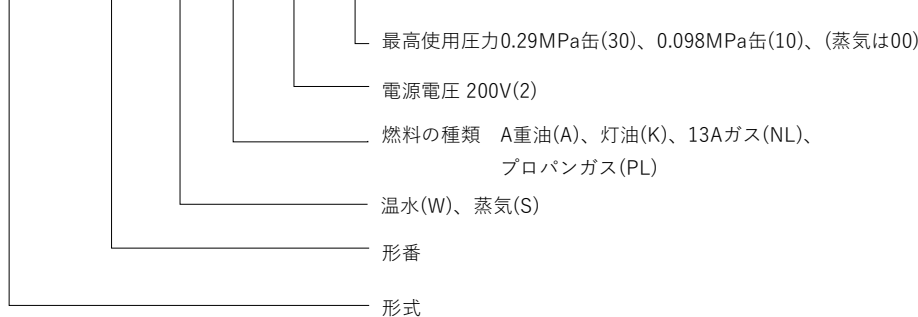 最高使用圧力0.29MPa缶(30)、0.098MPa缶(10)、(蒸気は00)
電源電圧 200V(2)
燃料の種類　A重油(A)、灯油(K)、13Aガス(NL)、
プロパンガス(PL)
温水(W)、蒸気(S)
形番
形式